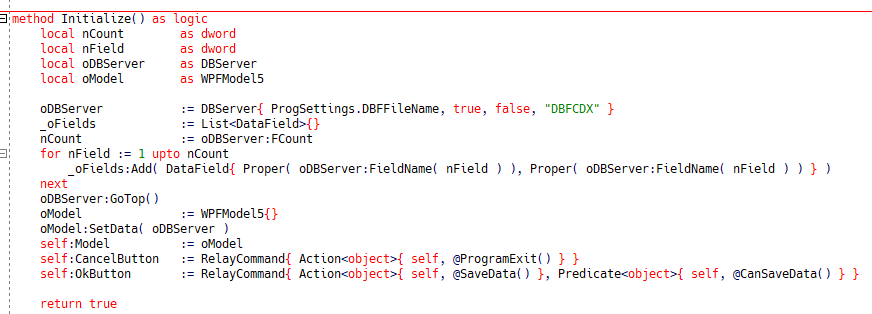 method Initialize() as logic
local nCount as dword
local nField as dword
local oDBServer as DBServer
local oModel as WPFModel5
oDBServer := DBServer{ ProgSettings.DBFFileName, true, false, "DBFCDX" }
_oFields := List<DataField>{}
nCount := oDBServer:FCount
for nField := 1 upto nCount
_oFields:Add( DataField{ Proper( oDBServer:FieldName( nField ) ), Proper( oDBServer:FieldName( nField ) ) } )
next
oDBServer:GoTop()
oModel := WPFModel5{}
oModel:SetData( oDBServer )
self:Model := oModel
self:CancelButton := RelayCommand{ Action<object>{ self, @ProgramExit() } }
self:OkButton := RelayCommand{ Action<object>{ self, @SaveData() }, Predicate<object>{ self, @CanSaveData() } }
return true